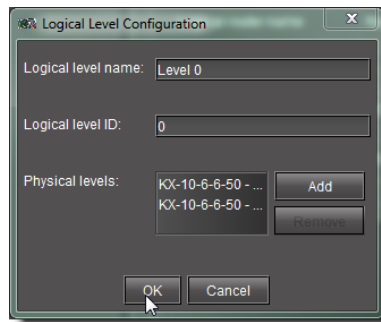 Logical Level Configuration
X
Logical level name: Level 0
Logical level ID: 0
Physical levels:
KX-10-6-6-50 - ...
KX-10-6-6-50 - ...
Add
Remove
OK Cancel